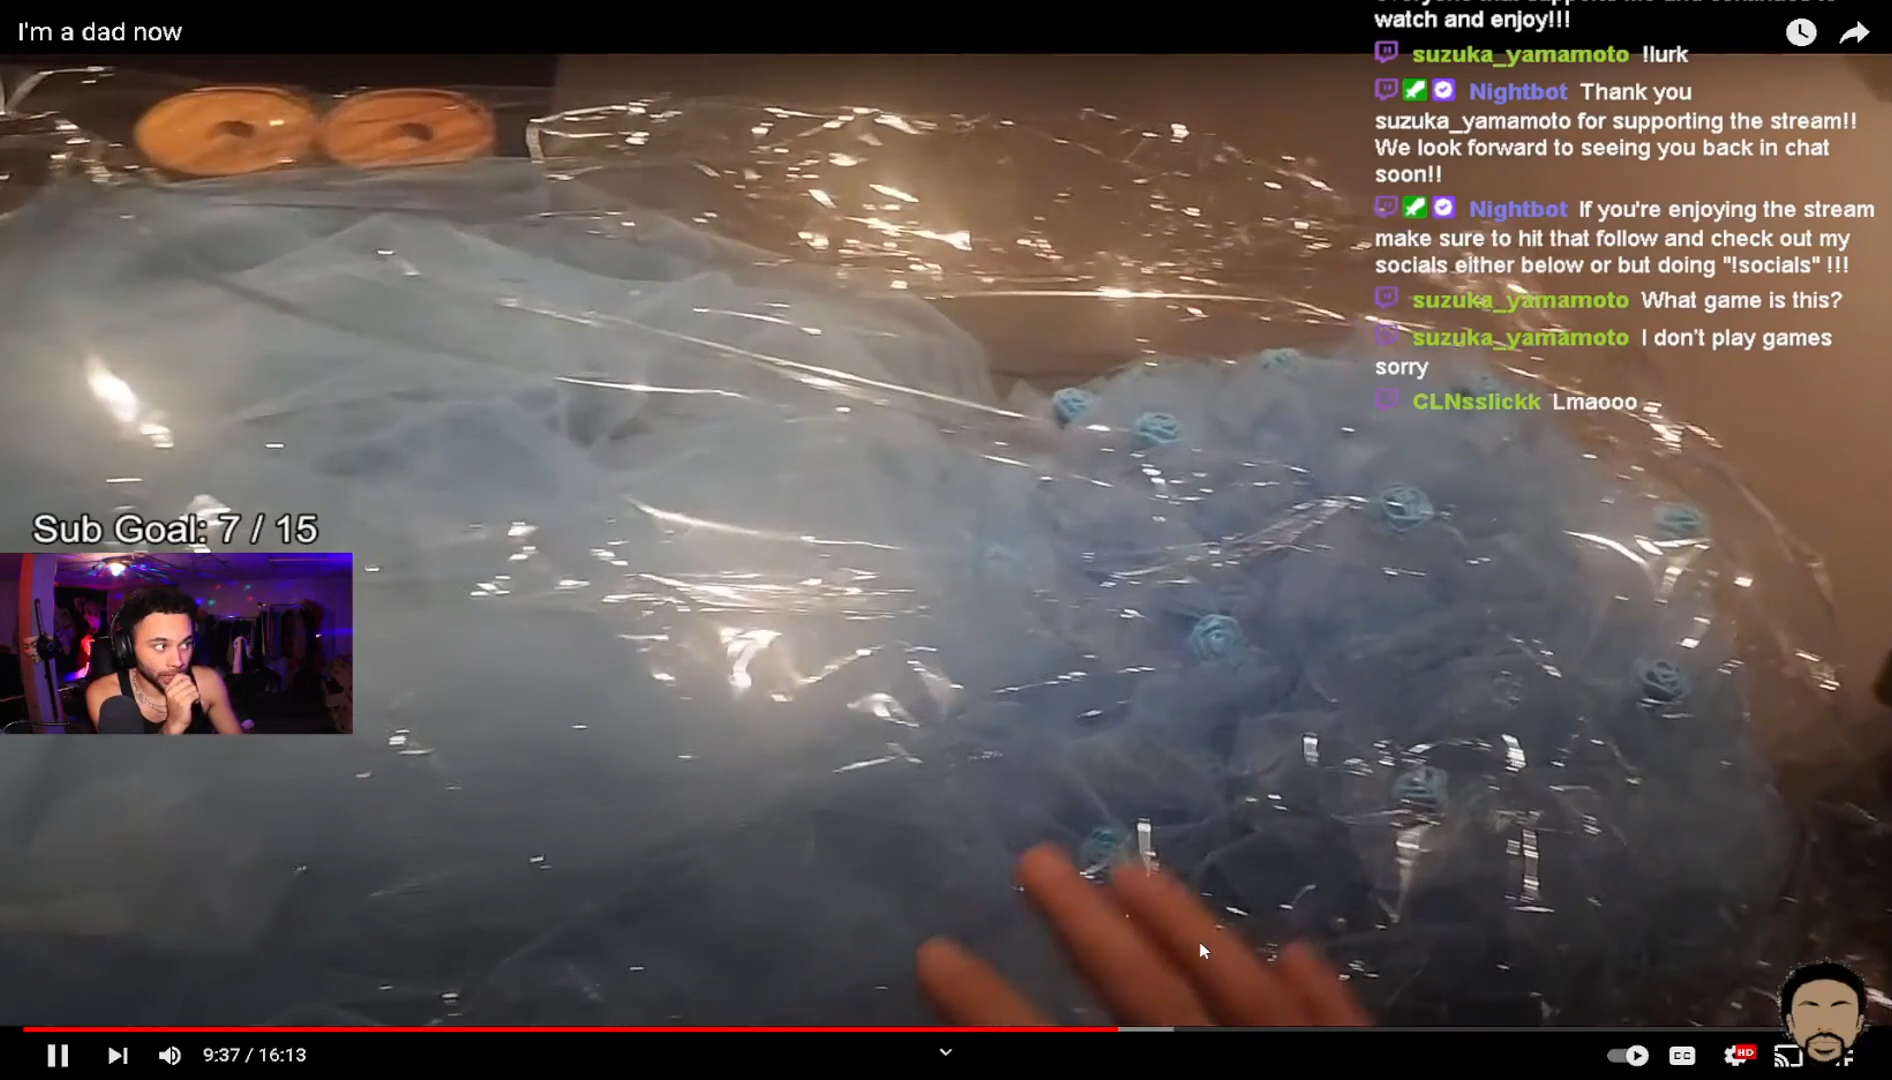 I'm a dad now
watch and enjoy!!!
suzuka_yamamoto !lurk
Nightbot Thank you
suzuka_yamamoto for supporting the stream!!
We look forward to seeing you back in chat
soon!!
Nightbot If you're enjoying the stream
make sure to hit that follow and check out my
socials either below or but doing "!socials" !!!
suzuka_yamamoto What game is this?
suzuka_yamamoto I don't play games
sorry
CLNsslickk Lmaooo
Sub Goal: 7 / 15
9:37 / 16:13
CC
HD